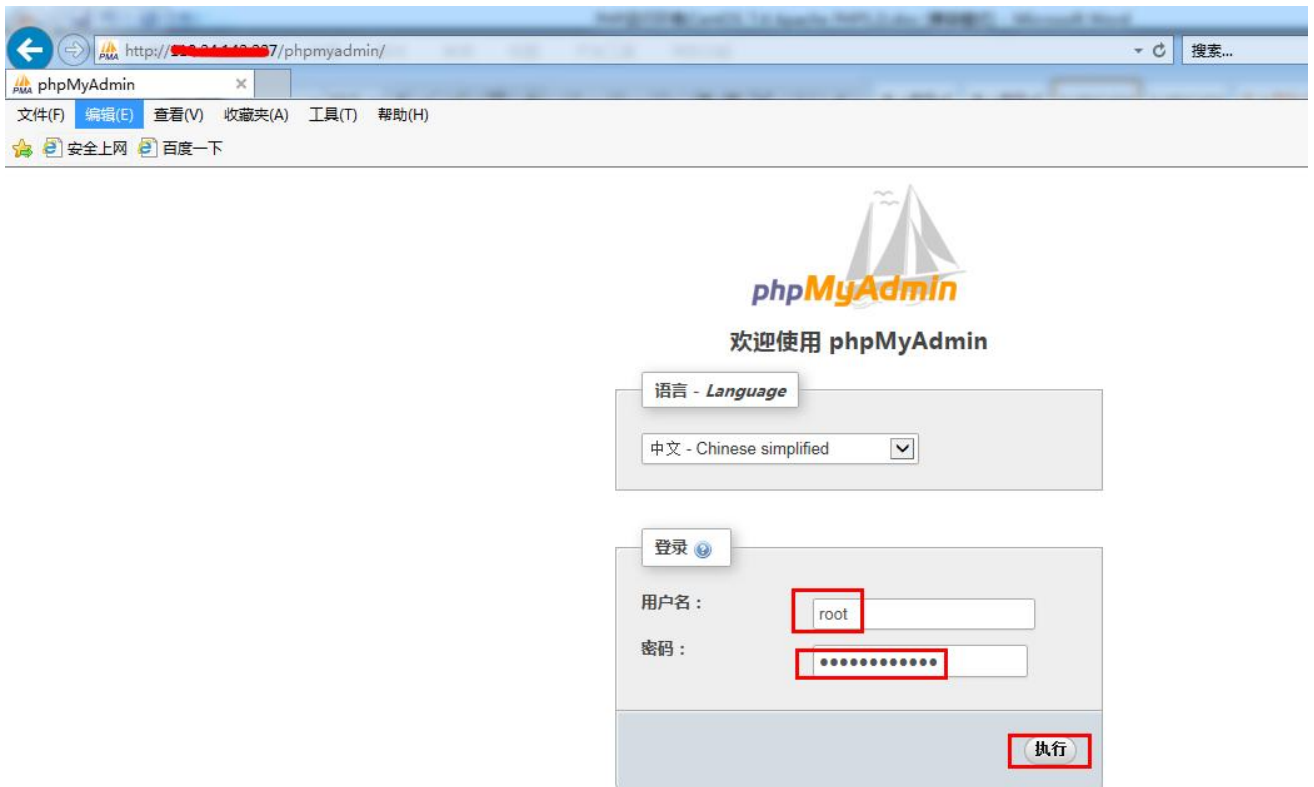 http:// 7/phpmyadmin/
搜索...
phpMyAdmin
文件(F) 编辑(E) 查看(V) 收藏夹(A) 工具(T) 帮助(H)
安全上网 百度一下
phpMyAdmin
欢迎使用 phpMyAdmin
语言 - Language
中文 - Chinese simplified
登录
用户名：
root
密码：
••••••••••••
执行